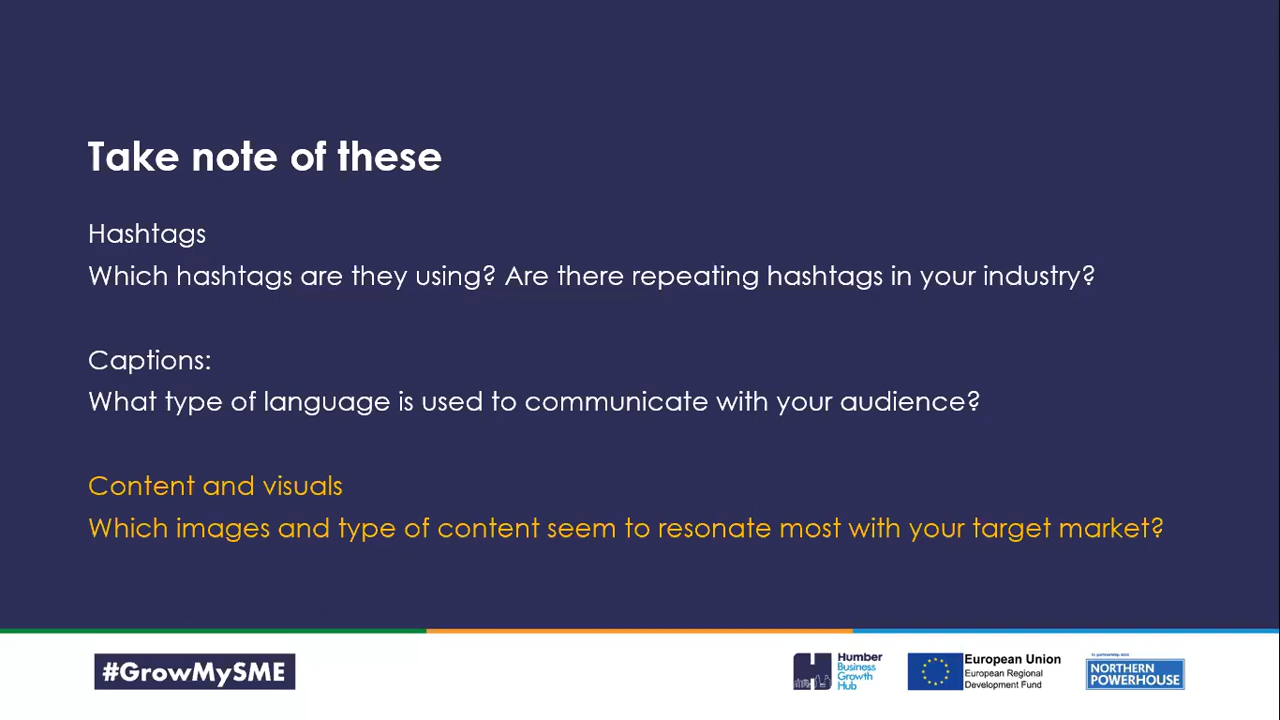 Take note of these
Hashtags
Which hashtags are they using? Are there repeating hashtags in your industry?
Captions:
What type of language is used to communicate with your audience?
Content and visuals
Which images and type of content seem to resonate most with your target market?
#GrowMySME
Humber
Business
Growth
Hub
European Union
European Regional
Development Fund
In partnership with
NORTHERN
POWERHOUSE